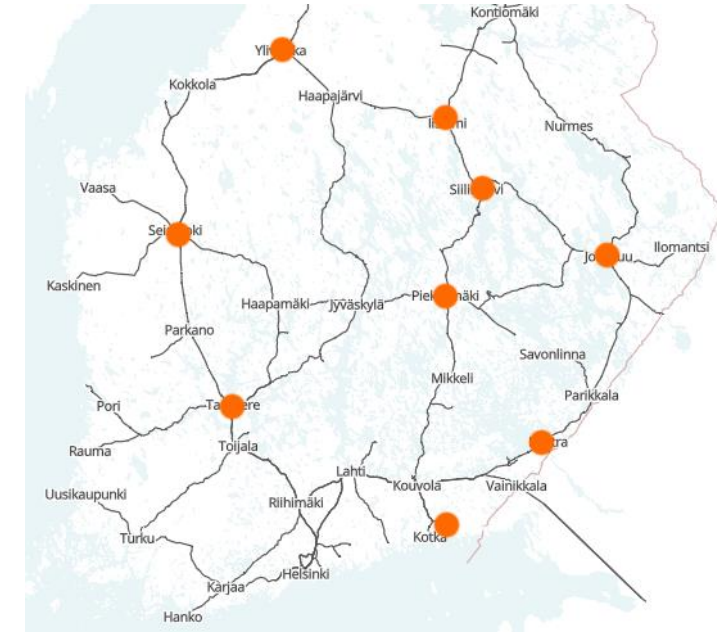 Kontiomäki
Kokkola
Haapajärvi
Nurmes
Vaasa
Ilomantsi
Kaskinen
Haapamäki
Jyväskylä
Parkano
Savonlinna
Mikkeli
Parikkala
Pori
Toijala
Rauma
Lahti
Kouvola
Vainikkala
Uusikaupunki
Riihimäki
Turku
Kotka
Helsinki
Karjaa
Hanko